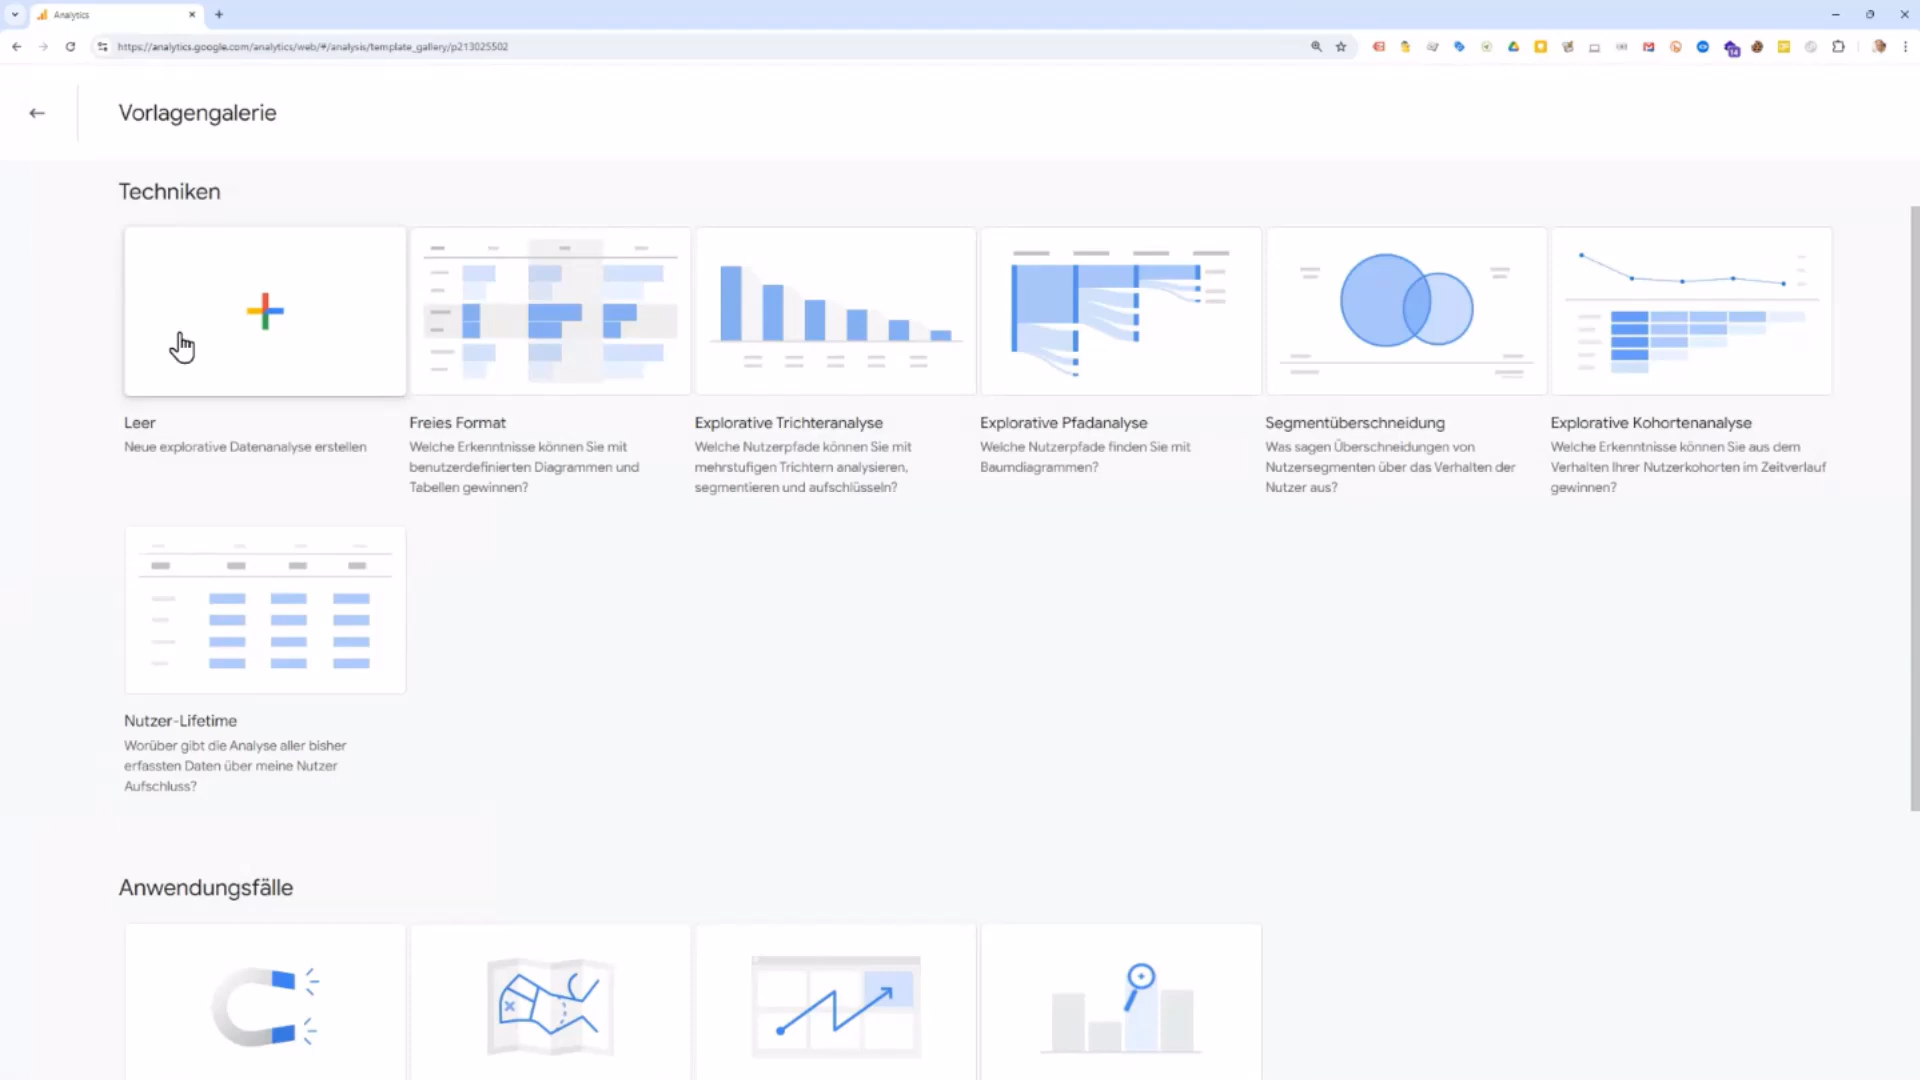 Analytics
https://analytics.google.com/analytics/web/#/analysis/template_gallery/p213025502
14
Vorlagengalerie
Techniken
Leer
Neue explorative Datenanalyse erstellen
Freies Format
Welche Erkenntnisse können Sie mit
benutzerdefinierten Diagrammen und
Tabellen gewinnen?
Explorative Trichteranalyse
Welche Nutzerpfade können Sie mit
mehrstufigen Trichtern analysieren,
segmentieren und aufschlüsseln?
Explorative Pfadanalyse
Welche Nutzerpfade finden Sie mit
Baumdiagrammen?
Segmentüberschneidung
Was sagen Überschneidungen von
Nutzersegmenten über das Verhalten der
Nutzer aus?
Explorative Kohortenanalyse
Welche Erkenntnisse können Sie aus dem
Verhalten Ihrer Nutzerkohorten im Zeitverlauf
gewinnen?
Nutzer-Lifetime
Worüber gibt die Analyse aller bisher
erfassten Daten über meine Nutzer
Aufschluss?
Anwendungsfälle